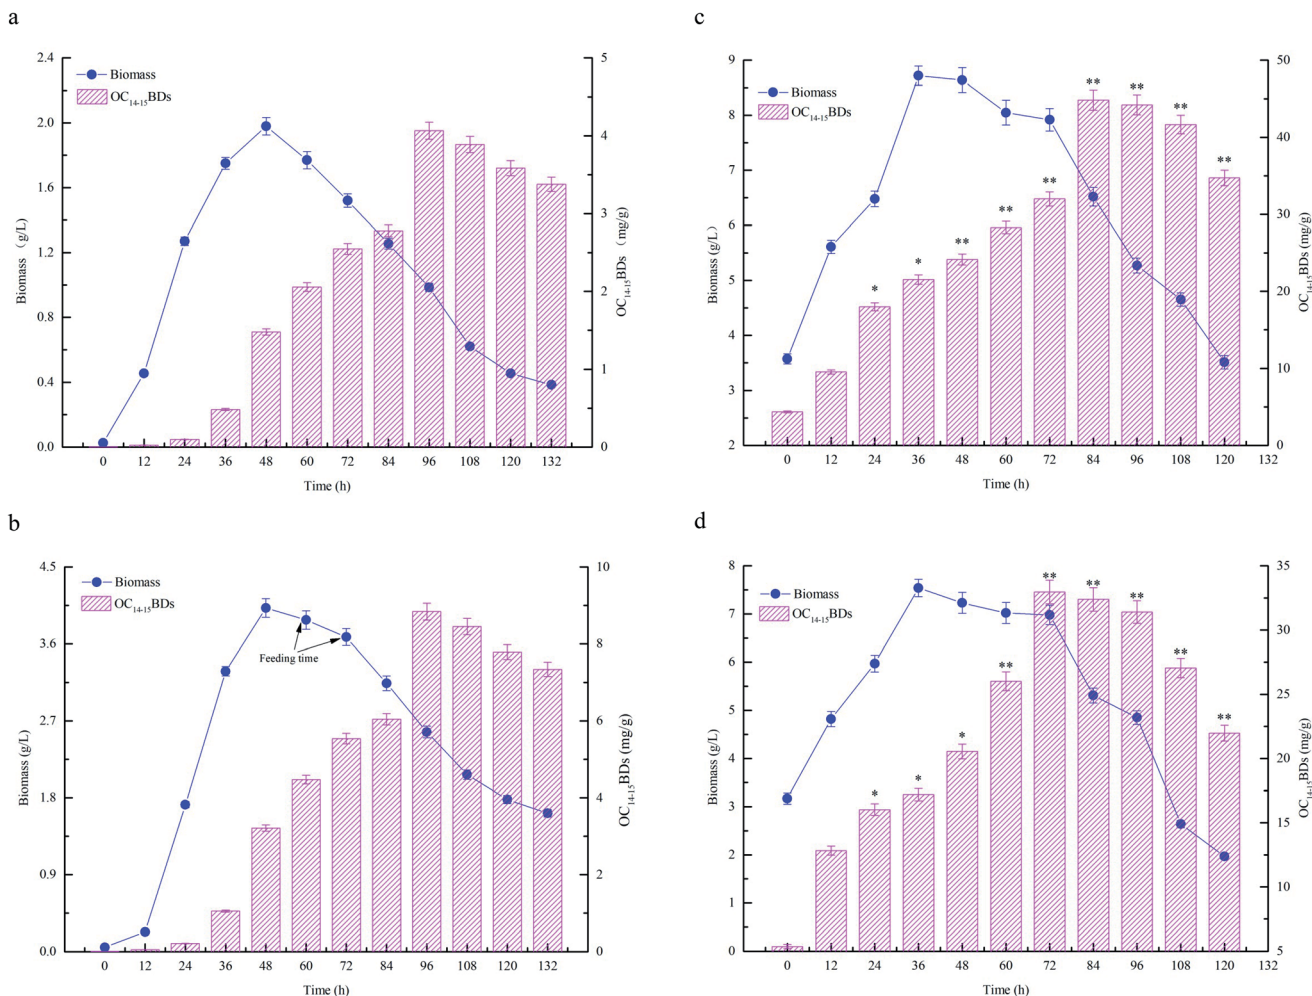 a
2.4
2.0
1.6
1.2
0.8
0.4
0.0
Biomass （g/L）
Biomass
OC14-15BDs
5
4
3
2
1
0
OC14-15BDs （mg/g）
0 12 24 36 48 60 72 84 96 108 120 132
Time (h)
c
9
8
7
6
5
4
3
2
Biomass (g/L)
Biomass
OC14-15BDs
* * ** ** ** ** ** ** **
50
40
30
20
10
0
OC14-15BDs (mg/g)
0 12 24 36 48 60 72 84 96 108 120 132
Time (h)
b
4.5
3.6
2.7
1.8
0.9
0.0
Biomass (g/L)
Biomass
OC14-15BDs
Feeding time
10
8
6
4
2
0
OC14-15BDs (mg/g)
0 12 24 36 48 60 72 84 96 108 120 132
Time (h)
d
8
7
6
5
4
3
2
1
0
Biomass (g/L)
Biomass
OC14-15BDs
* * * ** ** ** ** ** **
35
30
25
20
15
10
5
OC14-15BDs (mg/g)
0 12 24 36 48 60 72 84 96 108 120
Time (h)